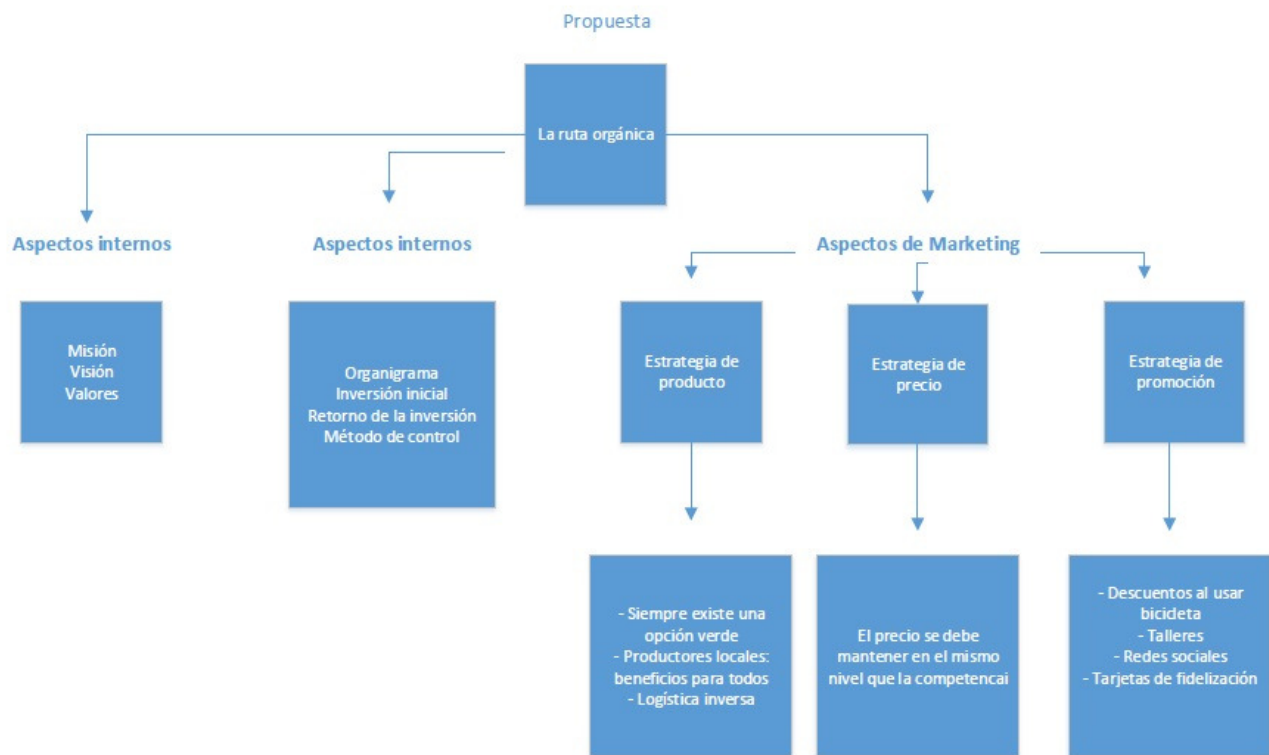 Propuesta
La ruta orgánica
Aspectos internos
Aspectos internos
Aspectos de Marketing
Misión
Visión
Valores
Organigrama
Inversión inicial
Retorno de la inversión
Método de control
Estrategia de
producto
Estrategia de
precio
Estrategia de
promoción
- Siempre existe una
opción verde
- Productores locales:
beneficios para todos
- Logística inversa
El precio se debe
mantener en el mismo
nivel que la competencai
- Descuentos al usar
bicicleta
- Talleres
- Redes sociales
- Tarjetas de fidelización